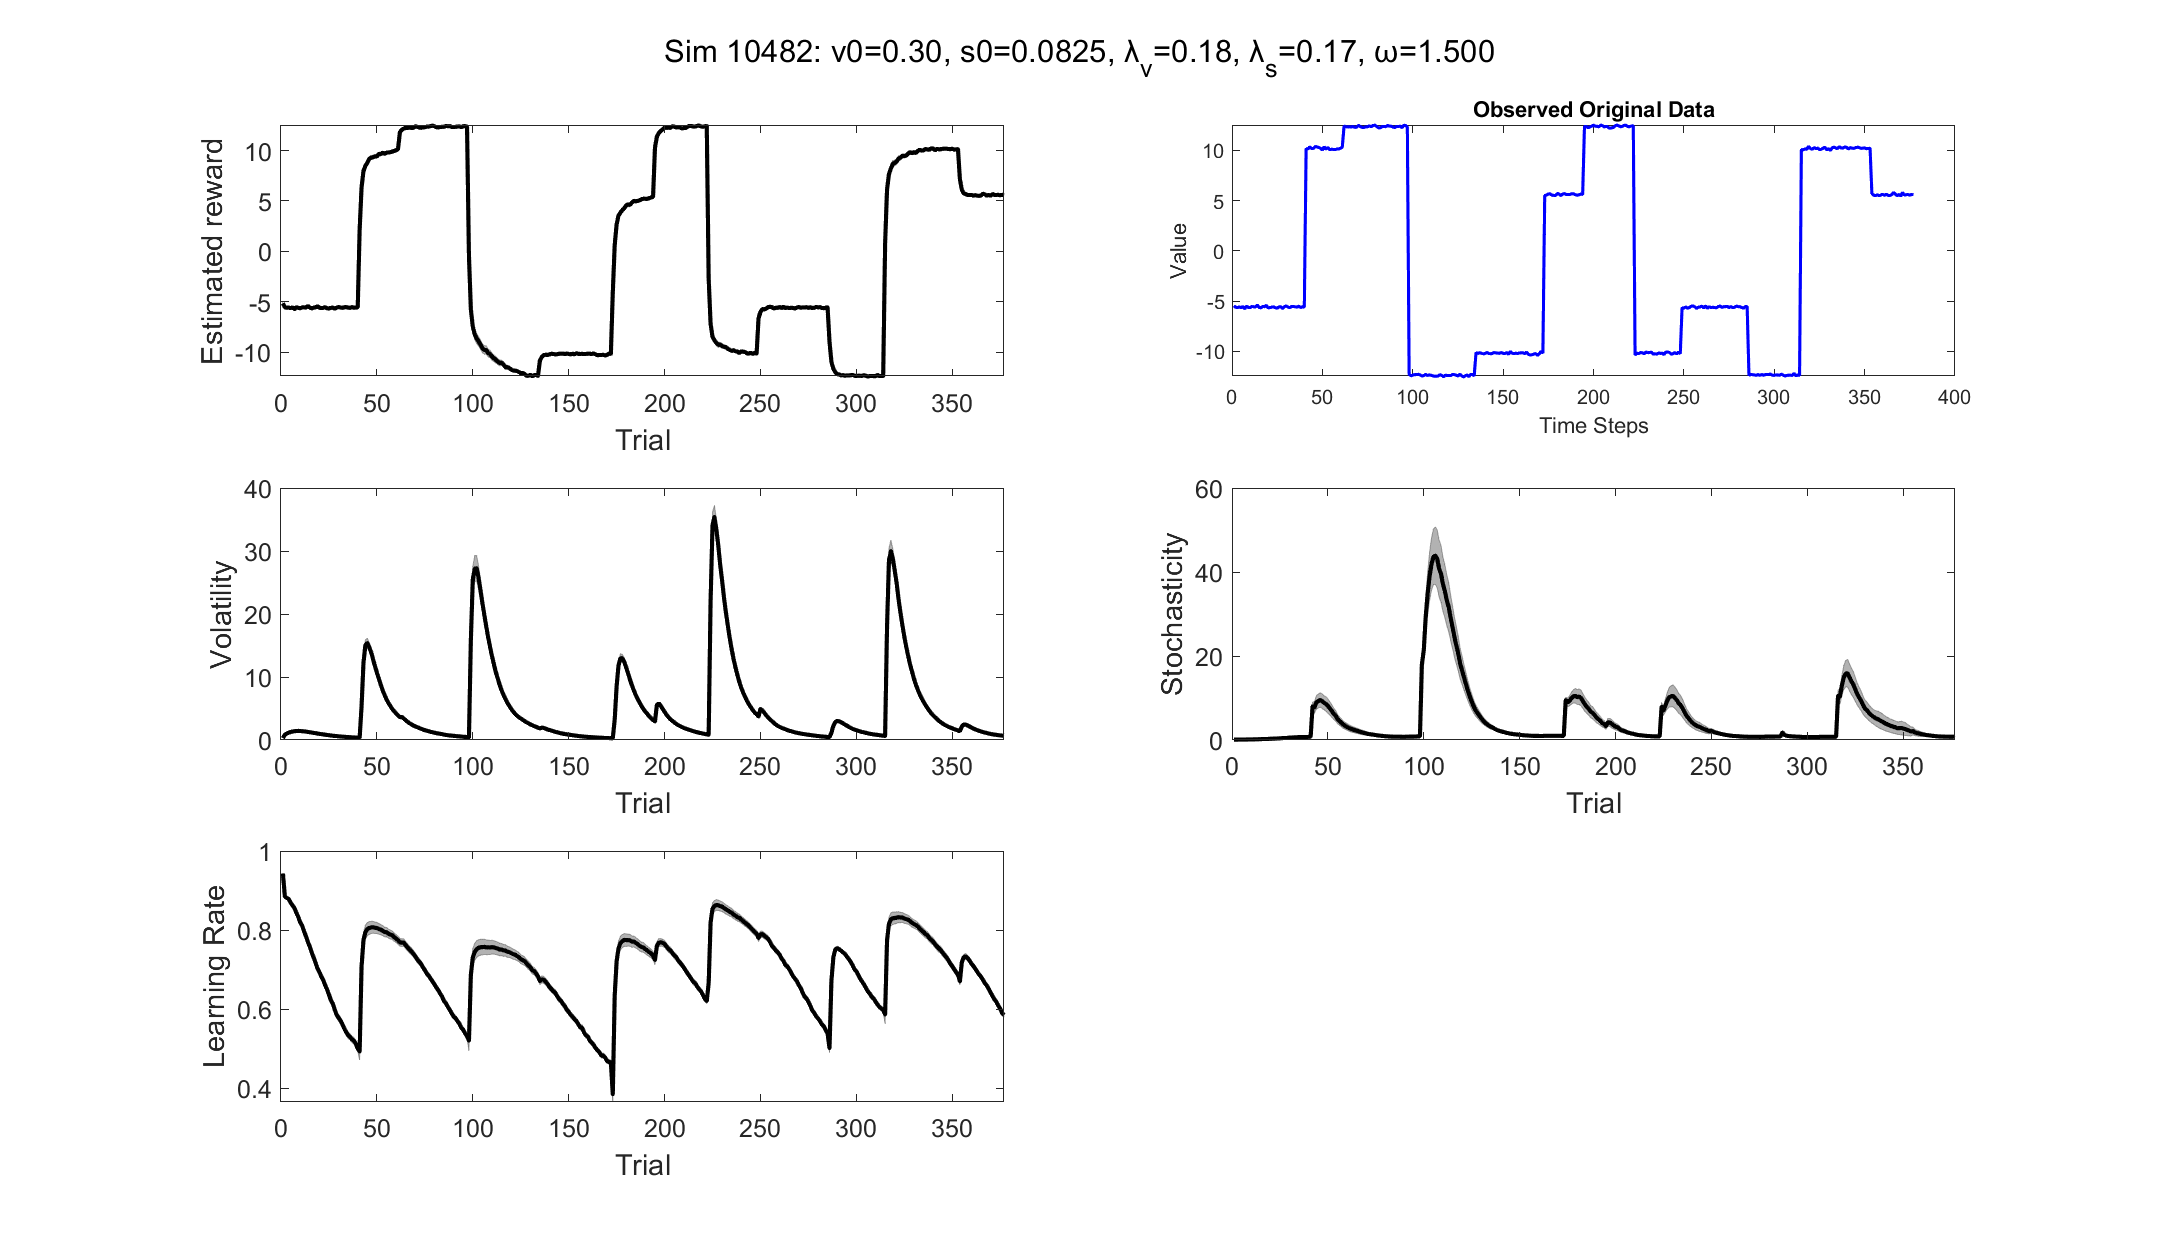 Sim 10482: v0=0.30, s0=0.0825, λv=0.18, λs=0.17, ω=1.500
Estimated reward
10
5
0
-5
-10
0 50 100 150 200 250 300 350
Trial
Observed Original Data
Value
10
5
0
-5
-10
0 50 100 150 200 250 300 350 400
Time Steps
Volatility
40
30
20
10
0
0 50 100 150 200 250 300 350
Trial
Stochasticity
60
40
20
0
0 50 100 150 200 250 300 350
Trial
Learning Rate
1
0.8
0.6
0.4
0 50 100 150 200 250 300 350
Trial